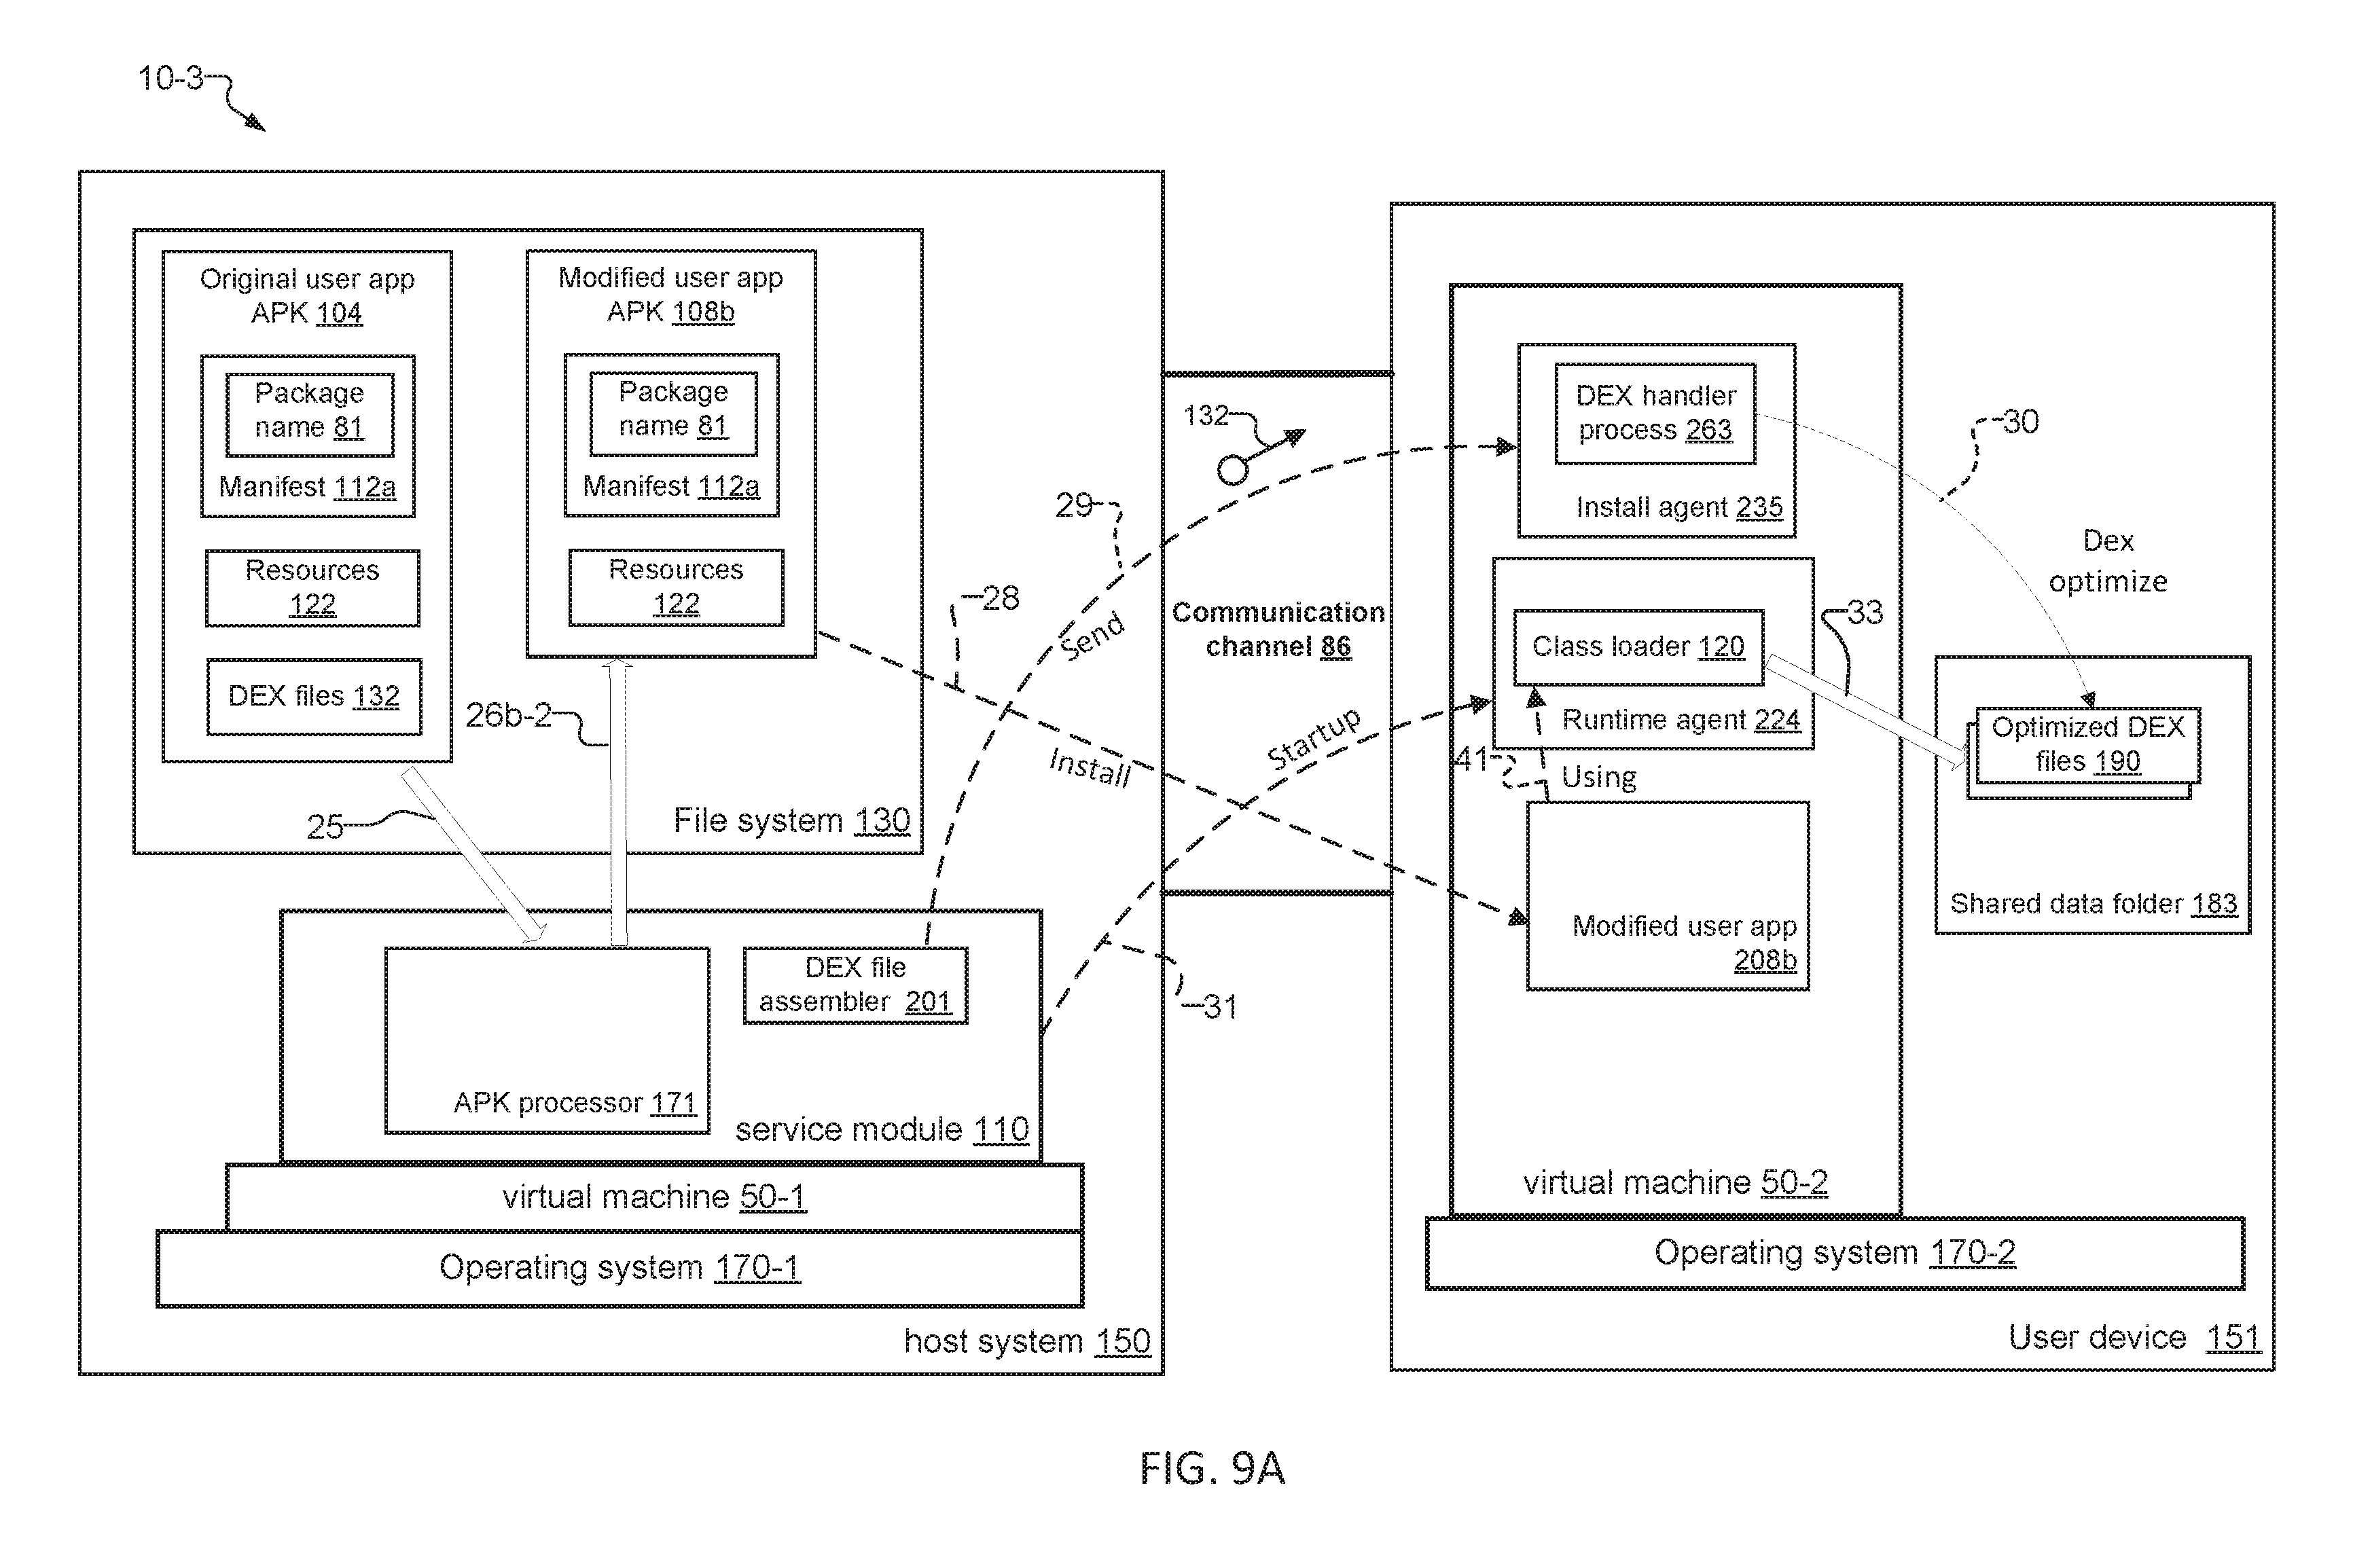 10-3
Original user app
APK 104
Package
name 81
Manifest 112a
Resources
122
DEX files 132
Modified user app
APK 108b
Package
name 81
Manifest 112a
Resources
122
25
26b-2
File system 130
APK processor 171
DEX file
assembler 201
service module 110
virtual machine 50-1
Operating system 170-1
host system 150
29
28
Send
Install
Startup
31
132
Communication
channel 86
DEX handler
process 263
Install agent 235
Class loader 120
Runtime agent 224
41
Using
Modified user app
208b
virtual machine 50-2
Operating system 170-2
30
Dex
optimize
33
Optimized DEX
files 190
Shared data folder 183
User device 151
FIG. 9A